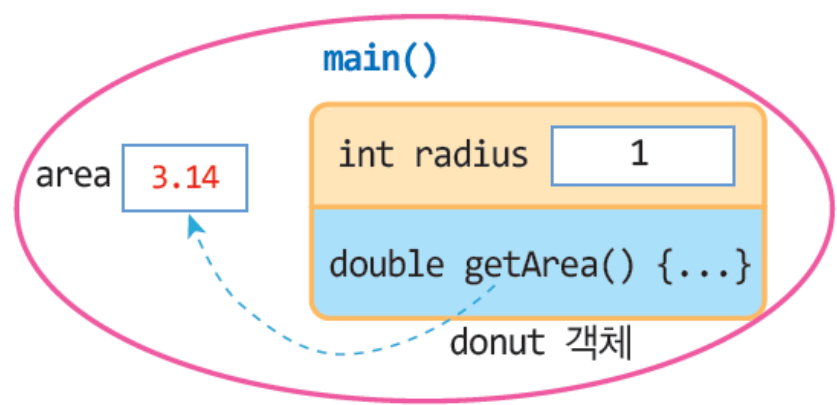 main()
int radius 1
area 3.14
double getArea() {...}
donut 객체